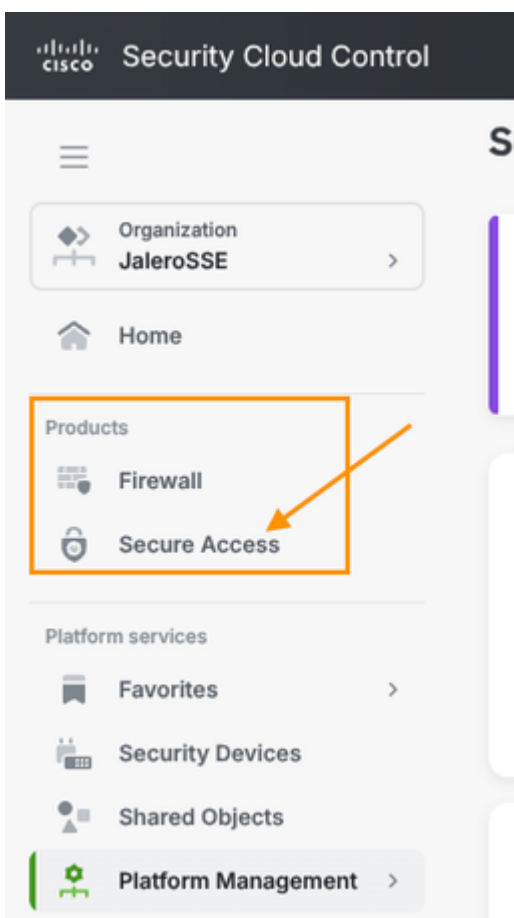 cisco
Security Cloud Control
S
Organization
JaleroSSE
Home
Products
Firewall
Secure Access
Platform services
Favorites
Security Devices
Shared Objects
Platform Management